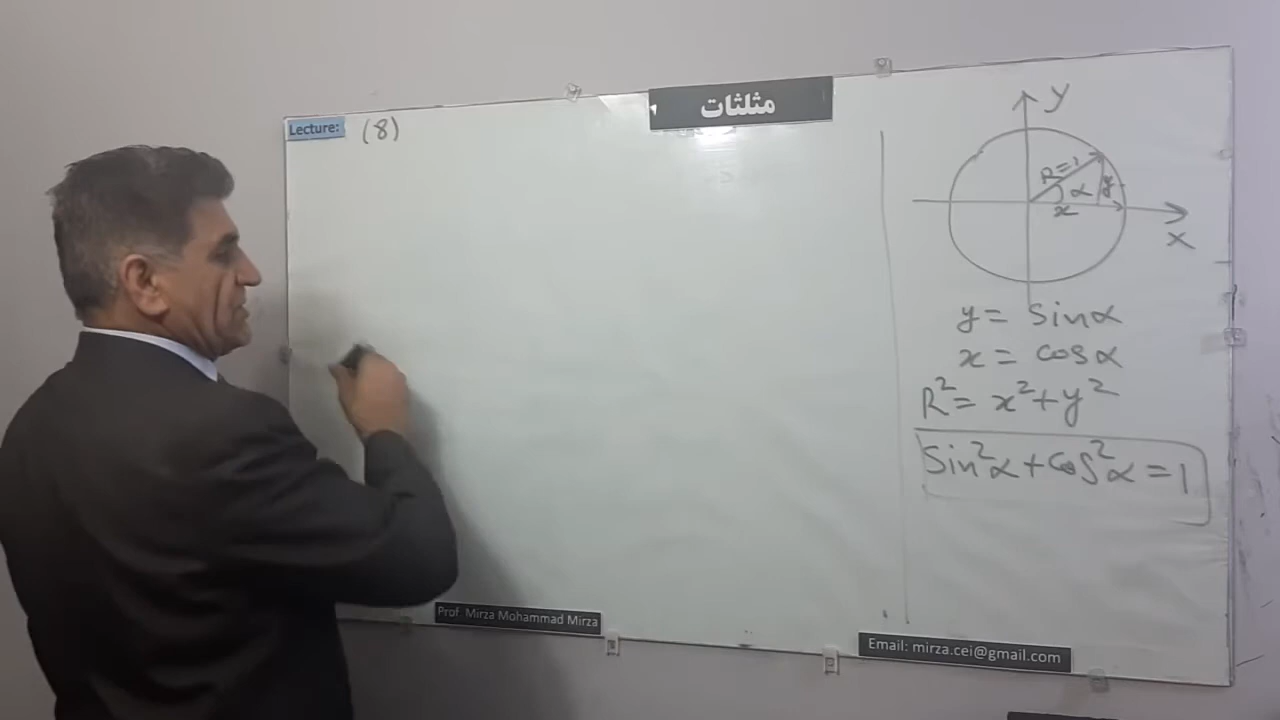 مثلثات
Lecture: (8)
y
R=1
α
y
x
x
y = Sinα
x = cosα
R² = x² + y²
Sin²α + Cos²α = 1
Prof. Mirza Mohammad Mirza
Email: mirza.cei@gmail.com